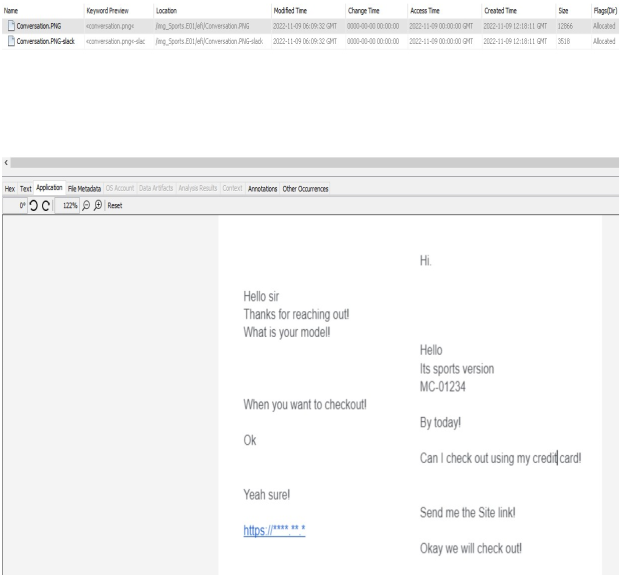 Name Keyword Preview Location Modified Time Change Time Access Time Created Time Size Flags(Dir)
Conversation.PNG «conversation.png« /img_Sports.E01/efi/Conversation.PNG 2022-11-09 06:09:32 GMT 0000-00-00 00:00:00 2022-11-09 00:00:00 GMT 2022-11-09 12:18:11 GMT 12866 Allocated
Conversation.PNG-slack «conversation.png«-slac /img_Sports.E01/efi/Conversation.PNG-slack 2022-11-09 06:09:32 GMT 0000-00-00 00:00:00 2022-11-09 00:00:00 GMT 2022-11-09 12:18:11 GMT 3518 Allocated
Hex Text Application File Metadata OS Account Data Artifacts Analysis Results Context Annotations Other Occurrences
0° 122% Reset
Hi.
Hello sir
Thanks for reaching out!
What is your model!
Hello
Its sports version
MC-01234
When you want to checkout!
By today!
Ok
Can I check out using my credit card!
Yeah sure!
Send me the Site link!
https://****.**.*
Okay we will check out!